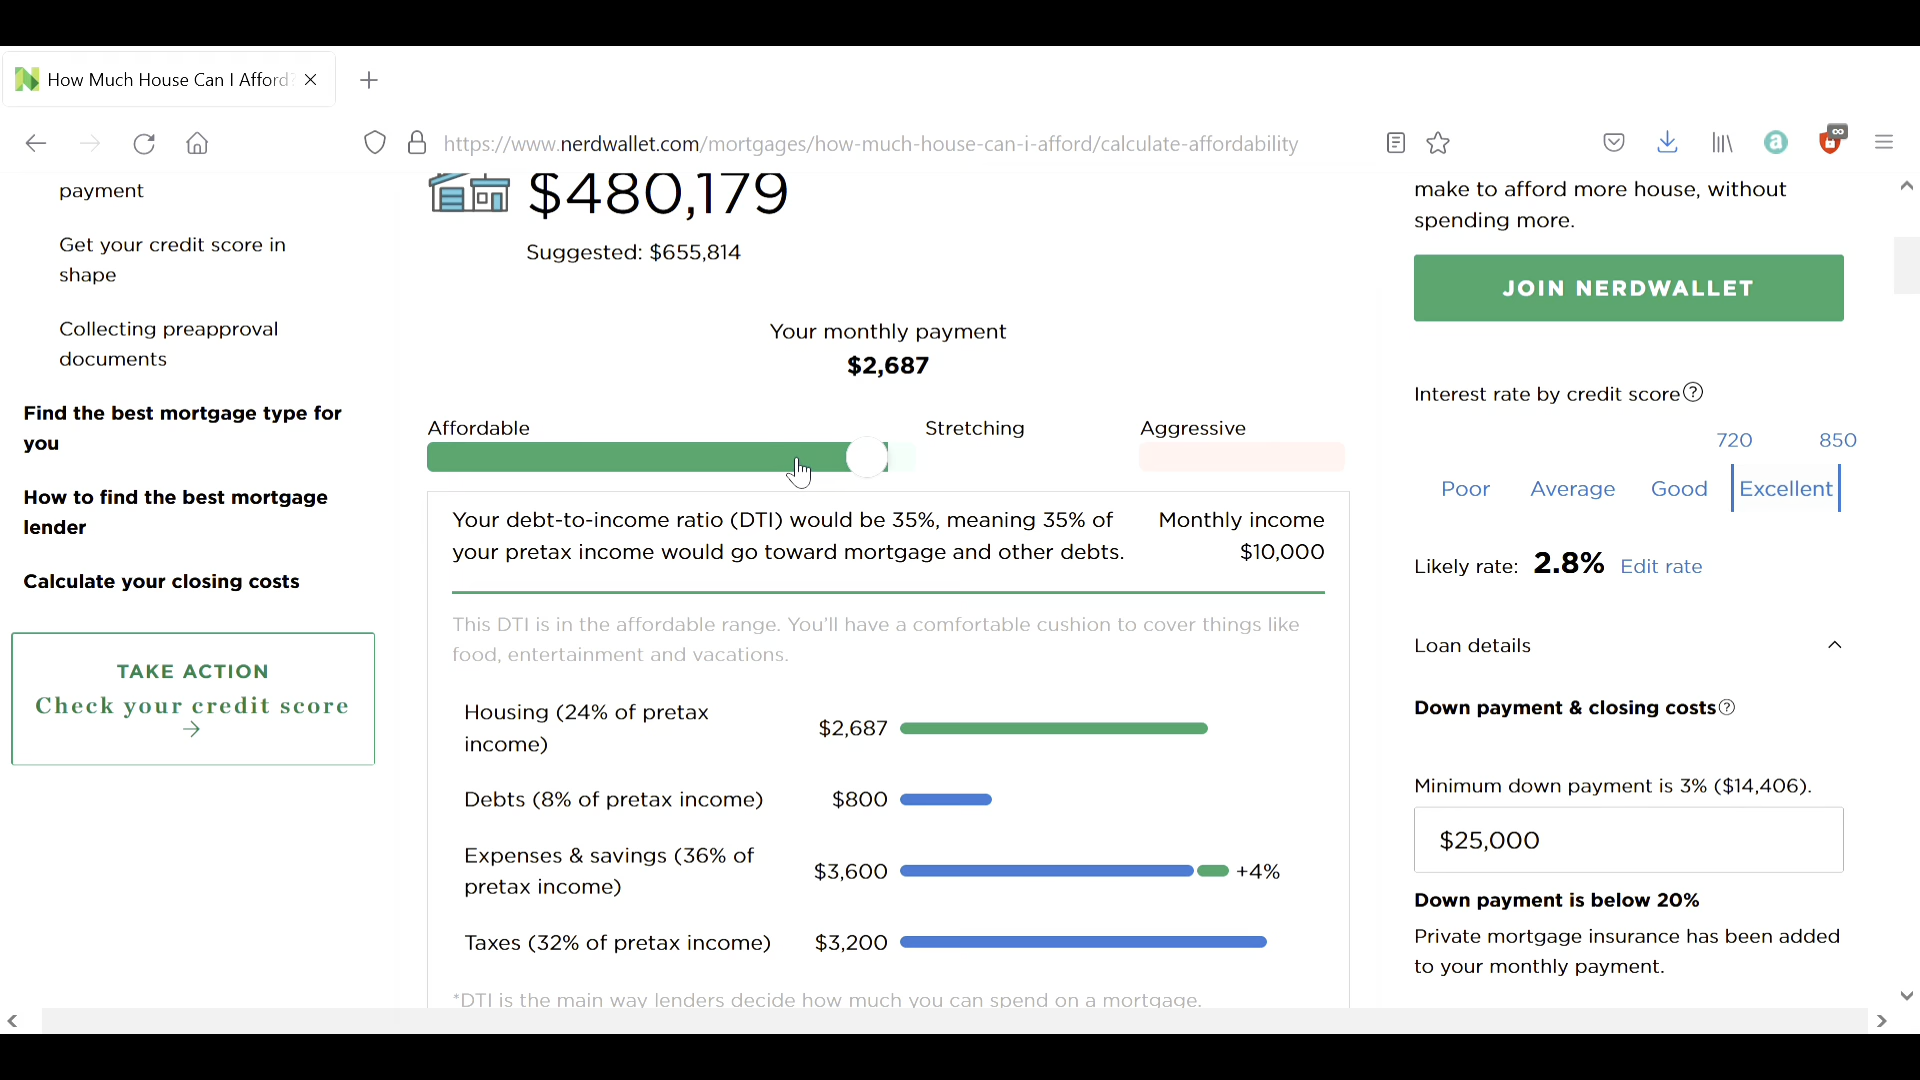 How Much House Can I Afford?
https://www.nerdwallet.com/mortgages/how-much-house-can-i-afford/calculate-affordability
a
∞
payment
Get your credit score in
shape
Collecting preapproval
documents
Find the best mortgage type for
you
How to find the best mortgage
lender
Calculate your closing costs
TAKE ACTION
Check your credit score
→
$480,179
Suggested: $655,814
Your monthly payment
$2,687
Affordable
Stretching
Aggressive
Your debt-to-income ratio (DTI) would be 35%, meaning 35% of
your pretax income would go toward mortgage and other debts.
Monthly income
$10,000
This DTI is in the affordable range. You'll have a comfortable cushion to cover things like
food, entertainment and vacations.
Housing (24% of pretax
income)
$2,687
Debts (8% of pretax income)
$800
Expenses & savings (36% of
pretax income)
$3,600
+4%
Taxes (32% of pretax income)
$3,200
*DTI is the main way lenders decide how much you can spend on a mortgage.
make to afford more house, without
spending more.
JOIN NERDWALLET
Interest rate by credit score
720
850
Poor
Average
Good
Excellent
Likely rate: 2.8% Edit rate
Loan details
Down payment & closing costs
Minimum down payment is 3% ($14,406).
$25,000
Down payment is below 20%
Private mortgage insurance has been added
to your monthly payment.